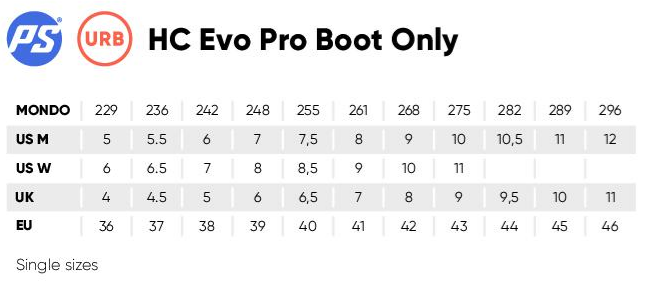 PS® URB HC Evo Pro Boot Only
MONDO 229 236 242 248 255 261 268 275 282 289 296
US M 5 5.5 6 7 7,5 8 9 10 10,5 11 12
US W 6 6.5 7 8 8,5 9 10 11
UK 4 4.5 5 6 6,5 7 8 9 9,5 10 11
EU 36 37 38 39 40 41 42 43 44 45 46
Single sizes